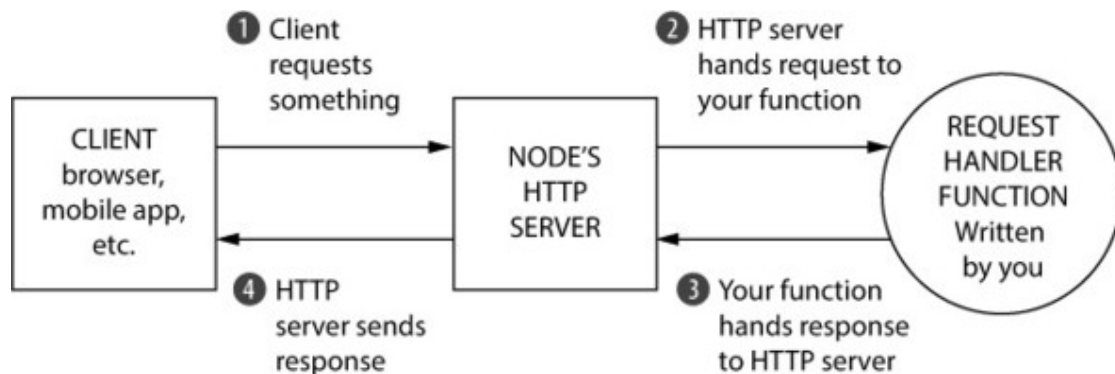 1 Client
requests
something
2 HTTP server
hands request to
your function
CLIENT
browser,
mobile app,
etc.
NODE'S
HTTP
SERVER
REQUEST
HANDLER
FUNCTION
Written
by you
4 HTTP
server sends
response
3 Your function
hands response
to HTTP server